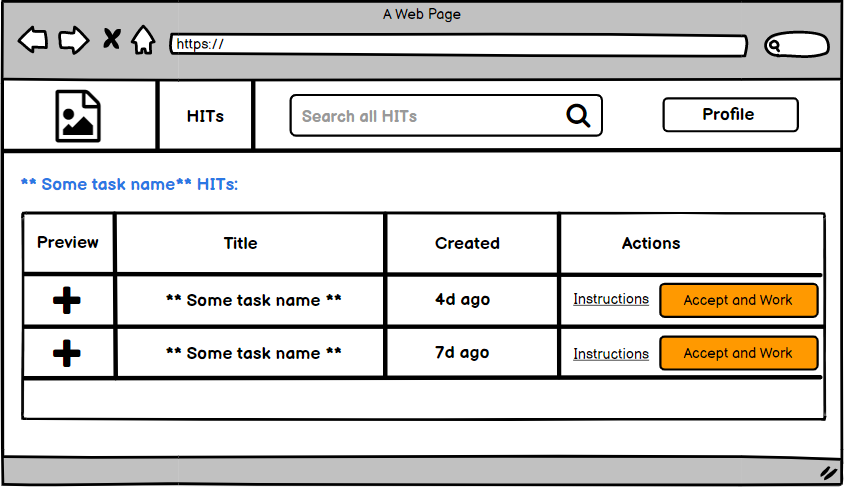 A Web Page
https://
HITs
Search all HITs
Profile
** Some task name** HITs:
Preview Title Created Actions
** Some task name ** 4d ago Instructions Accept and Work
** Some task name ** 7d ago Instructions Accept and Work